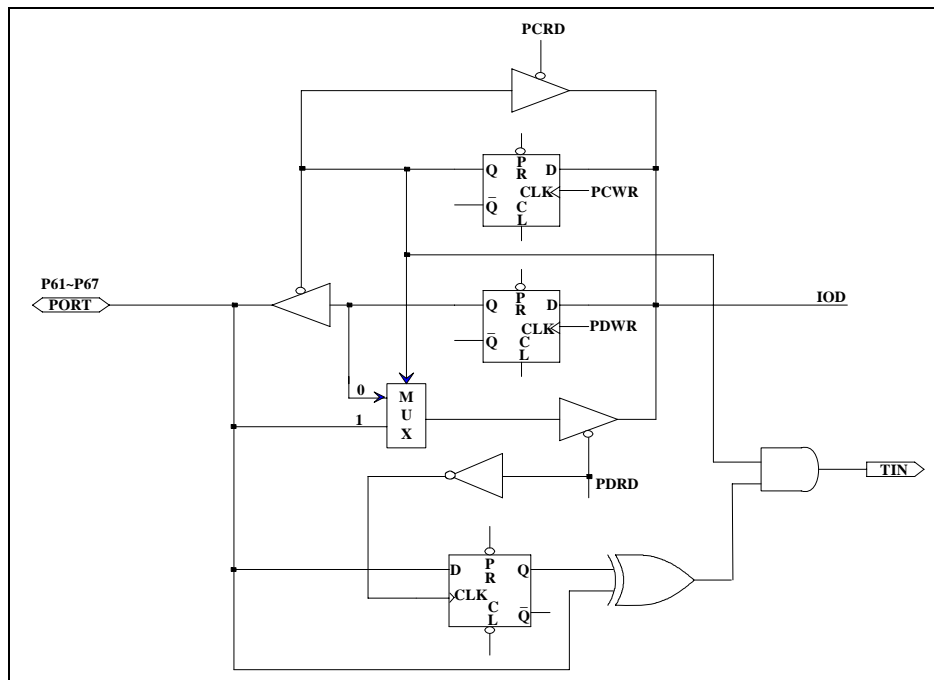 PCRD
P
R
Q
D
CLK
PCWR
Q̅
C
L
P61~P67
PORT
P
R
Q
D
IOD
CLK
PDWR
Q̅
C
L
0
M
U
X
1
PDRD
TIN
D
P
R
Q
CLK
C
L
Q̅